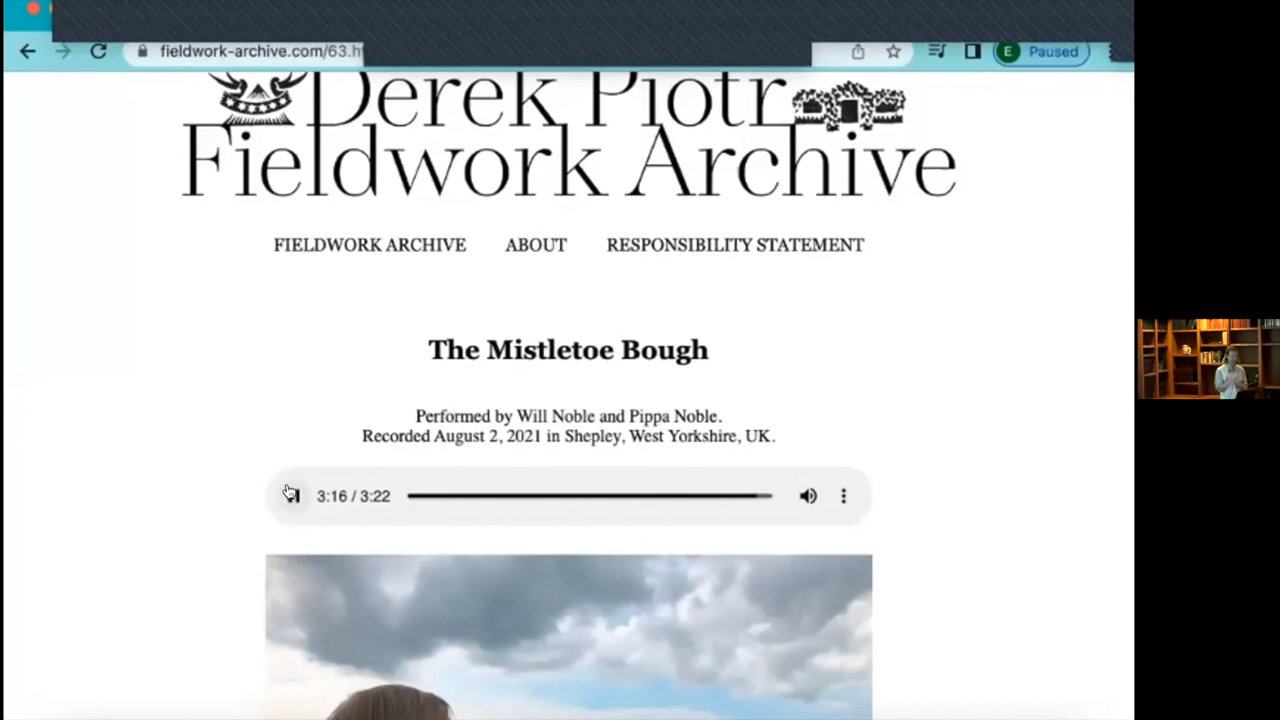 fieldwork-archive.com/63.h
E Paused
Derek Piotr
Fieldwork Archive
FIELDWORK ARCHIVE ABOUT RESPONSIBILITY STATEMENT
The Mistletoe Bough
Performed by Will Noble and Pippa Noble.
Recorded August 2, 2021 in Shepley, West Yorkshire, UK.
3:16 / 3:22